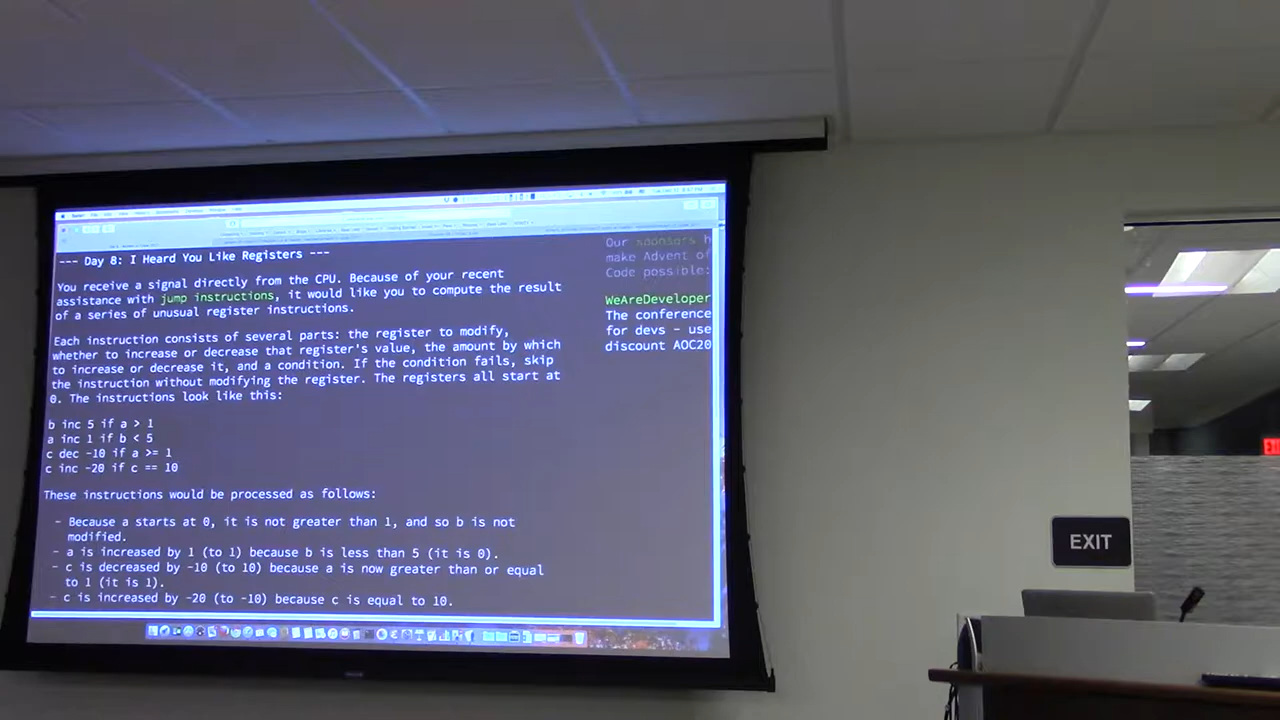 --- Day 8: I Heard You Like Registers ---
You receive a signal directly from the CPU. Because of your recent
assistance with jump instructions, it would like you to compute the result
of a series of unusual register instructions.
Each instruction consists of several parts: the register to modify,
whether to increase or decrease that register's value, the amount by which
to increase or decrease it, and a condition. If the condition fails, skip
the instruction without modifying the register. The registers all start at
0. The instructions look like this:
b inc 5 if a > 1
a inc 1 if b < 5
c dec -10 if a >= 1
c inc -20 if c == 10
These instructions would be processed as follows:
- Because a starts at 0, it is not greater than 1, and so b is not
modified.
- a is increased by 1 (to 1) because b is less than 5 (it is 0).
- c is decreased by -10 (to 10) because a is now greater than or equal
to 1 (it is 1).
- c is increased by -20 (to -10) because c is equal to 10.
Our sponsors h
make Advent of
Code possible:
WeAreDeveloper
The conference
for devs - use
discount AOC20
EXIT